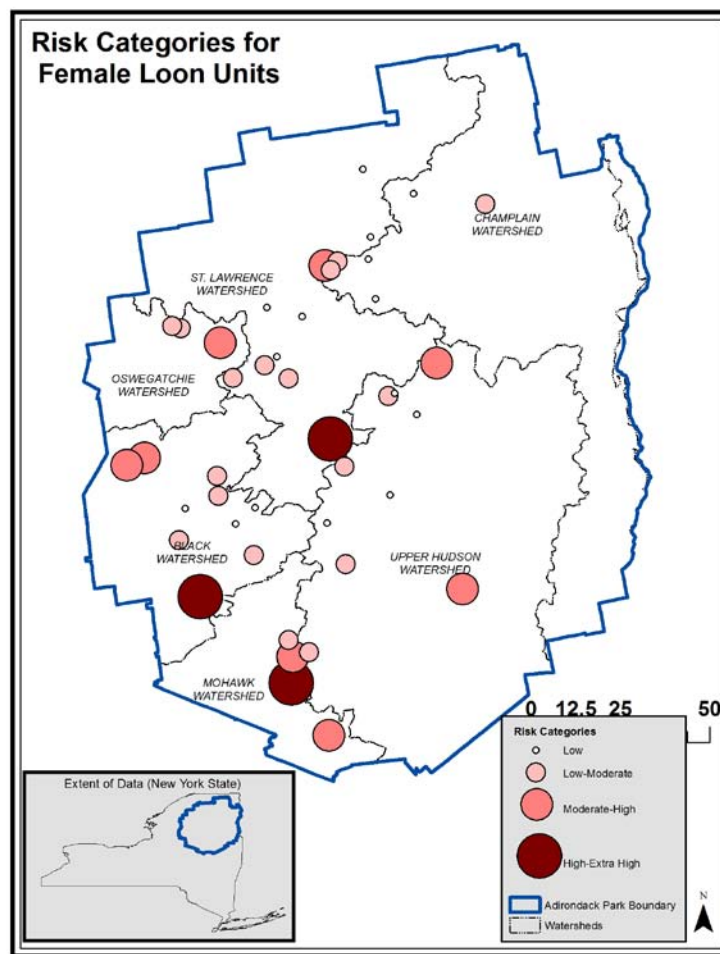 Risk Categories for
Female Loon Units
CHAMPLAIN
WATERSHED
ST. LAWRENCE
WATERSHED
OSWEGATCHIE
WATERSHED
BLACK
WATERSHED
UPPER HUDSON
WATERSHED
MOHAWK
WATERSHED
0 12.5 25 50
Risk Categories
Low
Low-Moderate
Moderate-High
High-Extra High
Adirondack Park Boundary
Watersheds
N
Extent of Data (New York State)